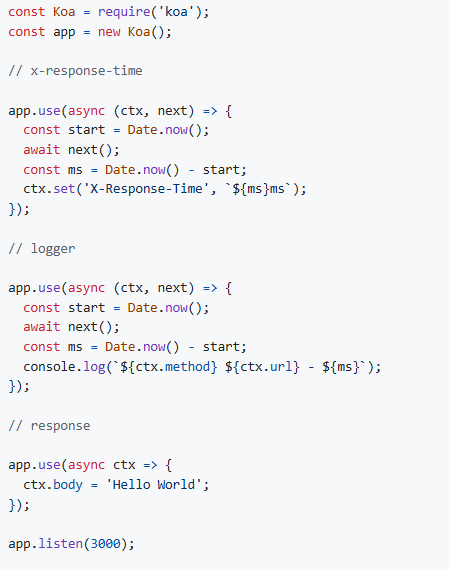 const Koa = require('koa');
const app = new Koa();

// x-response-time

app.use(async (ctx, next) => {
  const start = Date.now();
  await next();
  const ms = Date.now() - start;
  ctx.set('X-Response-Time', `${ms}ms`);
});

// logger

app.use(async (ctx, next) => {
  const start = Date.now();
  await next();
  const ms = Date.now() - start;
  console.log(`${ctx.method} ${ctx.url} - ${ms}`);
});

// response

app.use(async ctx => {
  ctx.body = 'Hello World';
});

app.listen(3000);